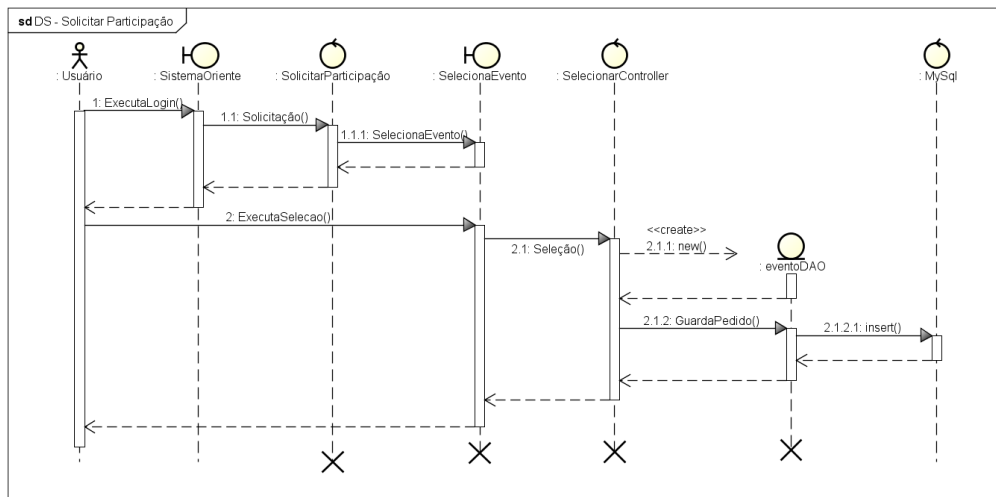 sd DS - Solicitar Participação
: Usuário
: SistemaOriente
: SolicitarParticipação
: SelecionaEvento
: SelecionarController
: MySql
1: ExecutaLogin()
1.1: Solicitação()
1.1.1: SelecionaEvento()
2: ExecutaSelecao()
2.1: Seleção()
<<create>>
2.1.1: new()
: eventoDAO
2.1.2: GuardaPedido()
2.1.2.1: insert()